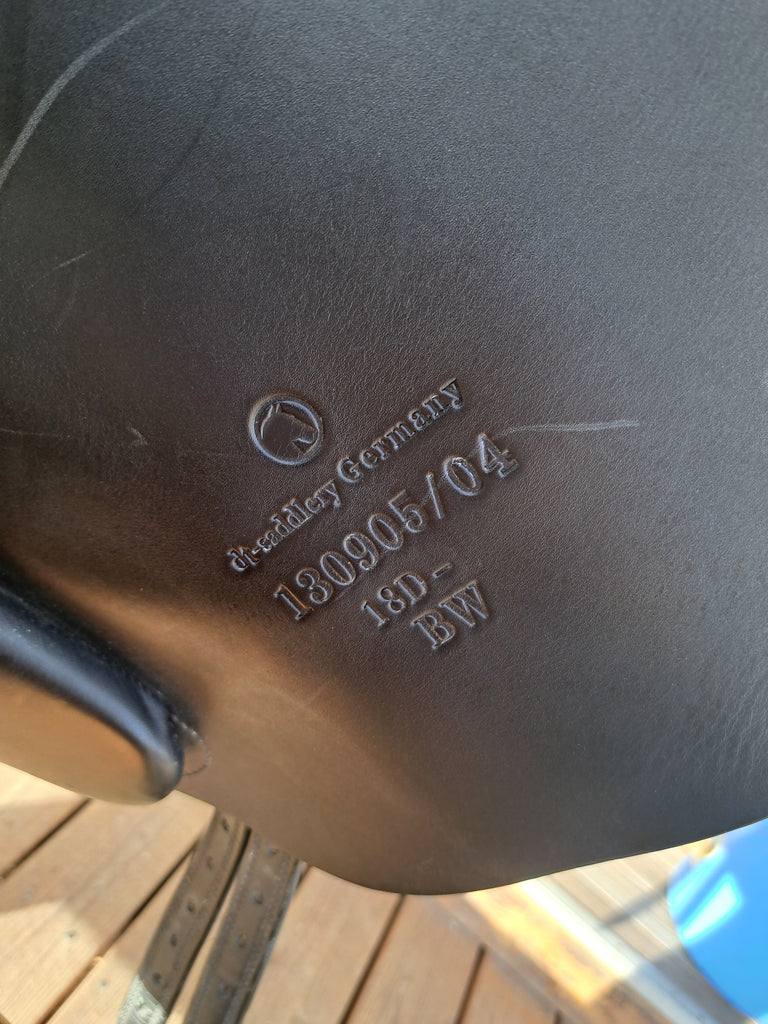 dt-saddlery Germany
130905/04
18D-
BW